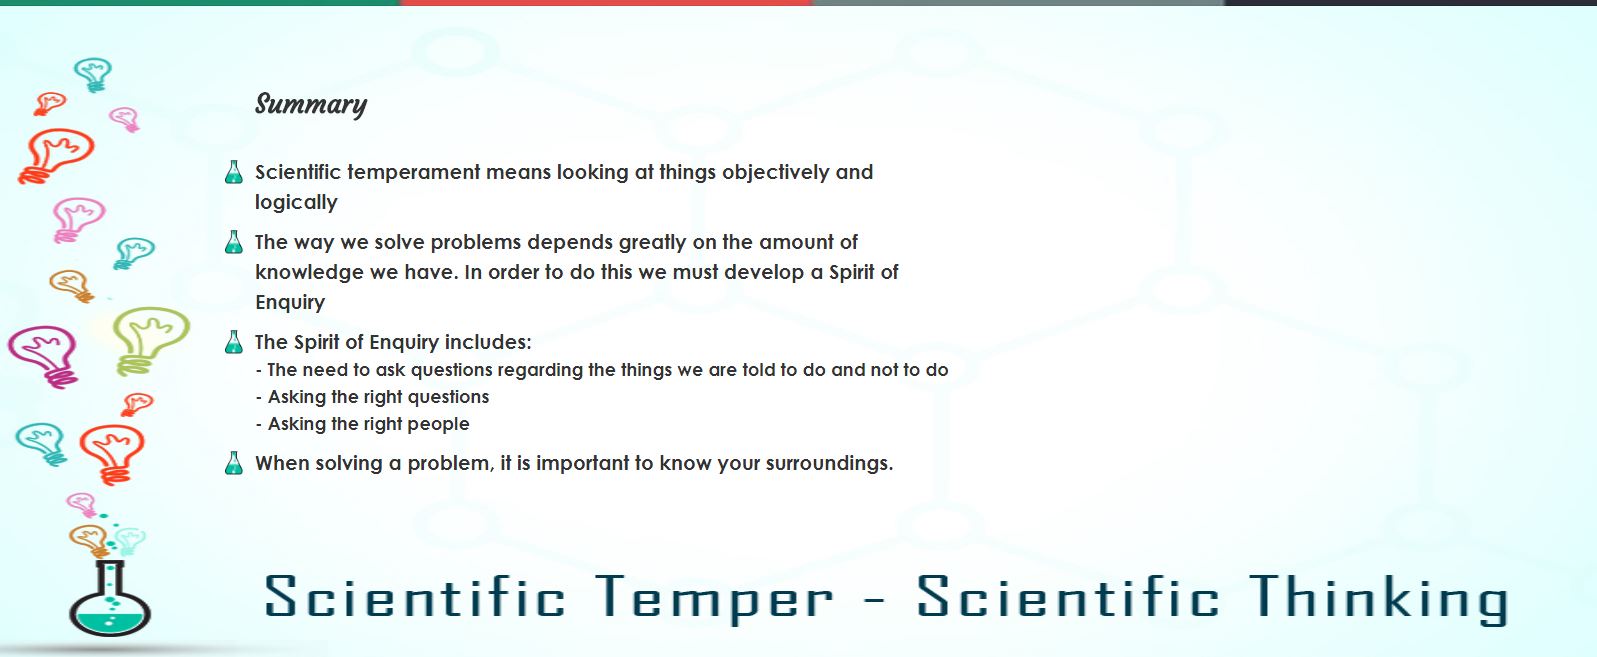 Summary
Scientific temperament means looking at things objectively and
logically
The way we solve problems depends greatly on the amount of
knowledge we have. In order to do this we must develop a Spirit of
Enquiry
The Spirit of Enquiry includes:
- The need to ask questions regarding the things we are told to do and not to do
- Asking the right questions
- Asking the right people
When solving a problem, it is important to know your surroundings.
Scientific Temper - Scientific Thinking